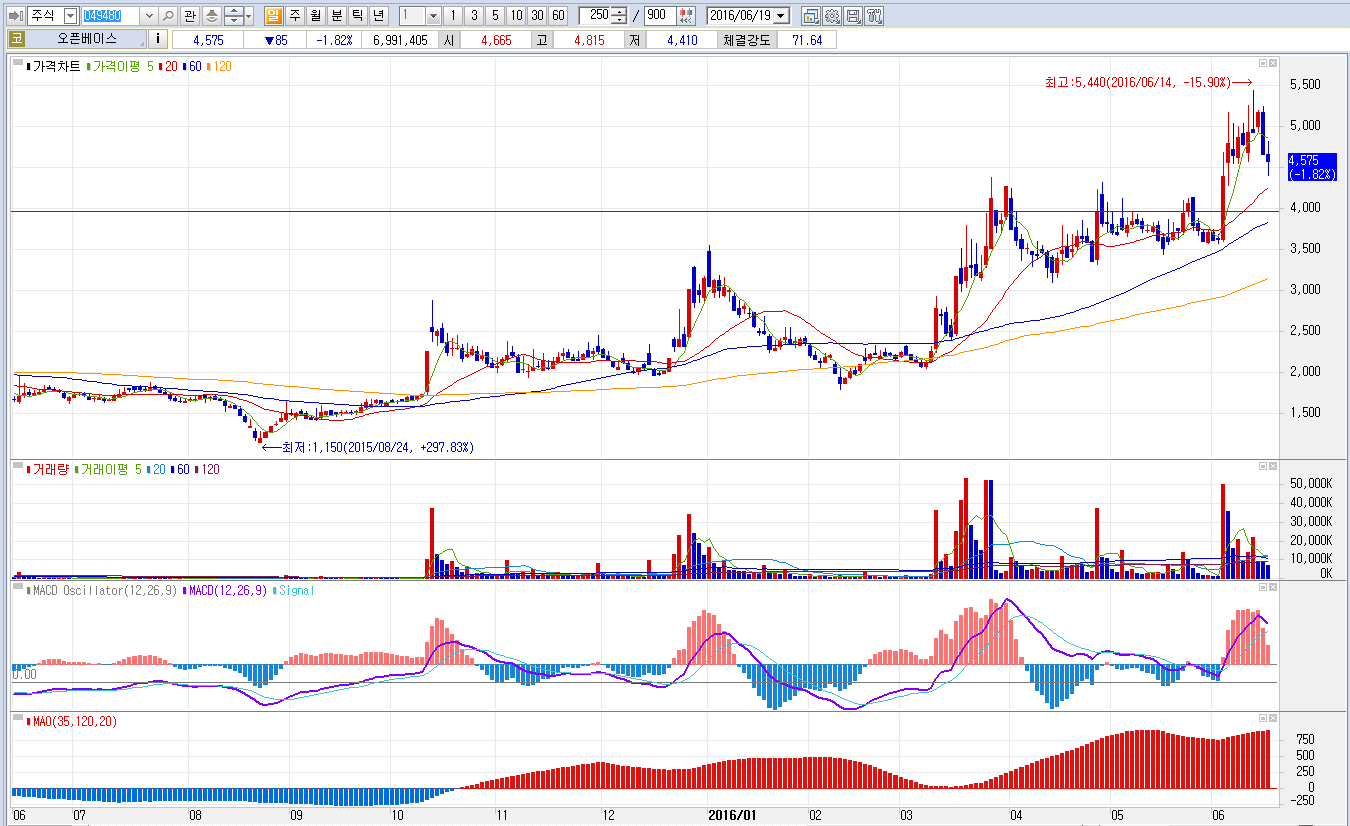 주식 049480 관 일 주 월 분 틱 년 1 1 3 5 10 30 60 250 / 900 2016/06/19
코 오픈베이스 i 4,575 ▼85 -1.82% 6,991,405 시 4,665 고 4,815 저 4,410 체결강도 71.64
가격차트 가격이평 5 20 60 120
최고:5,440(2016/06/14, -15.90%)→
5,500
5,000
4,575
(-1.82%)
4,000
3,500
3,000
2,500
2,000
1,500
←최저:1,150(2015/08/24, +297.83%)
거래량 거래이평 5 20 60 120
50,000K
40,000K
30,000K
20,000K
10,000K
0K
MACD Oscillator(12,26,9) MACD(12,26,9) Signal
0.00
MAO(35,120,20)
750
500
250
0
-250
06 07 08 09 10 11 12 2016/01 02 03 04 05 06